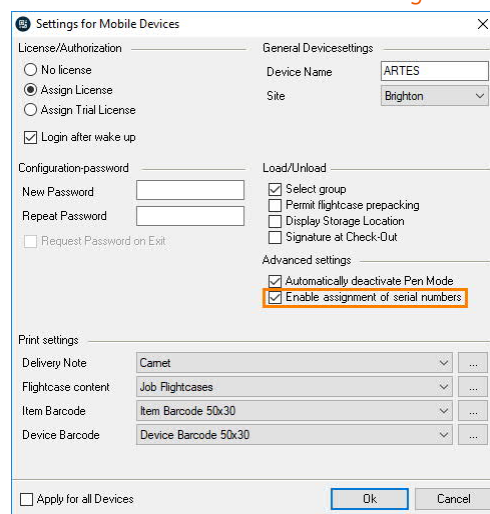 Settings for Mobile Devices
License/Authorization
No license
Assign License
Assign Trial License
Login after wake up
General Devicesettings
Device Name ARTES
Site Brighton
Configuration-password
New Password
Repeat Password
Request Password on Exit
Load/Unload
Select group
Permit flightcase prepacking
Display Storage Location
Signature at Check-Out
Advanced settings
Automatically deactivate Pen Mode
Enable assignment of serial numbers
Print settings
Delivery Note Carnet ...
Flightcase content Job Flightcases ...
Item Barcode Item Barcode 50x30 ...
Device Barcode Device Barcode 50x30 ...
Apply for all Devices
Ok Cancel